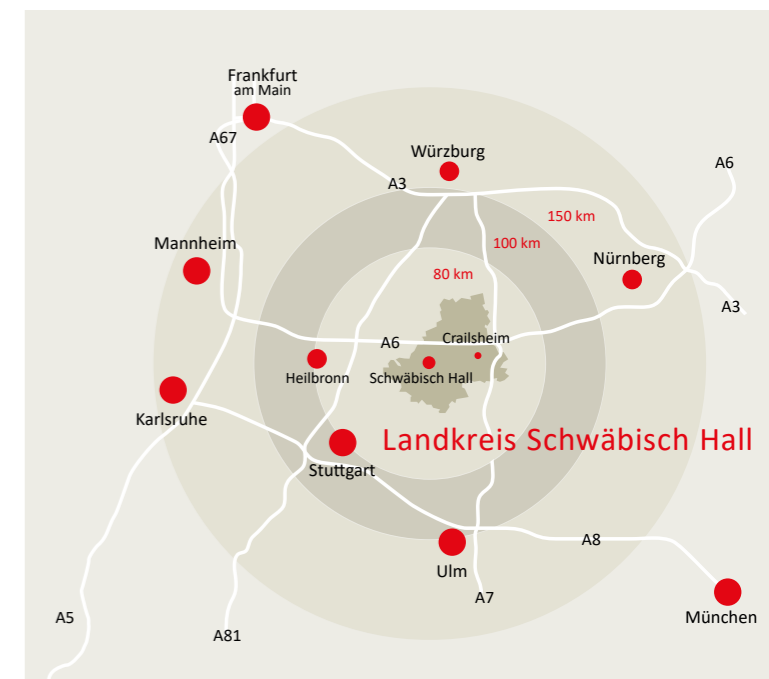 Frankfurt
am Main
A67
Würzburg
A6
A3
150 km
Mannheim
100 km
Nürnberg
80 km
A3
Crailsheim
A6
Heilbronn
Schwäbisch Hall
Karlsruhe
Landkreis Schwäbisch Hall
Stuttgart
A8
Ulm
A7
München
A5
A81